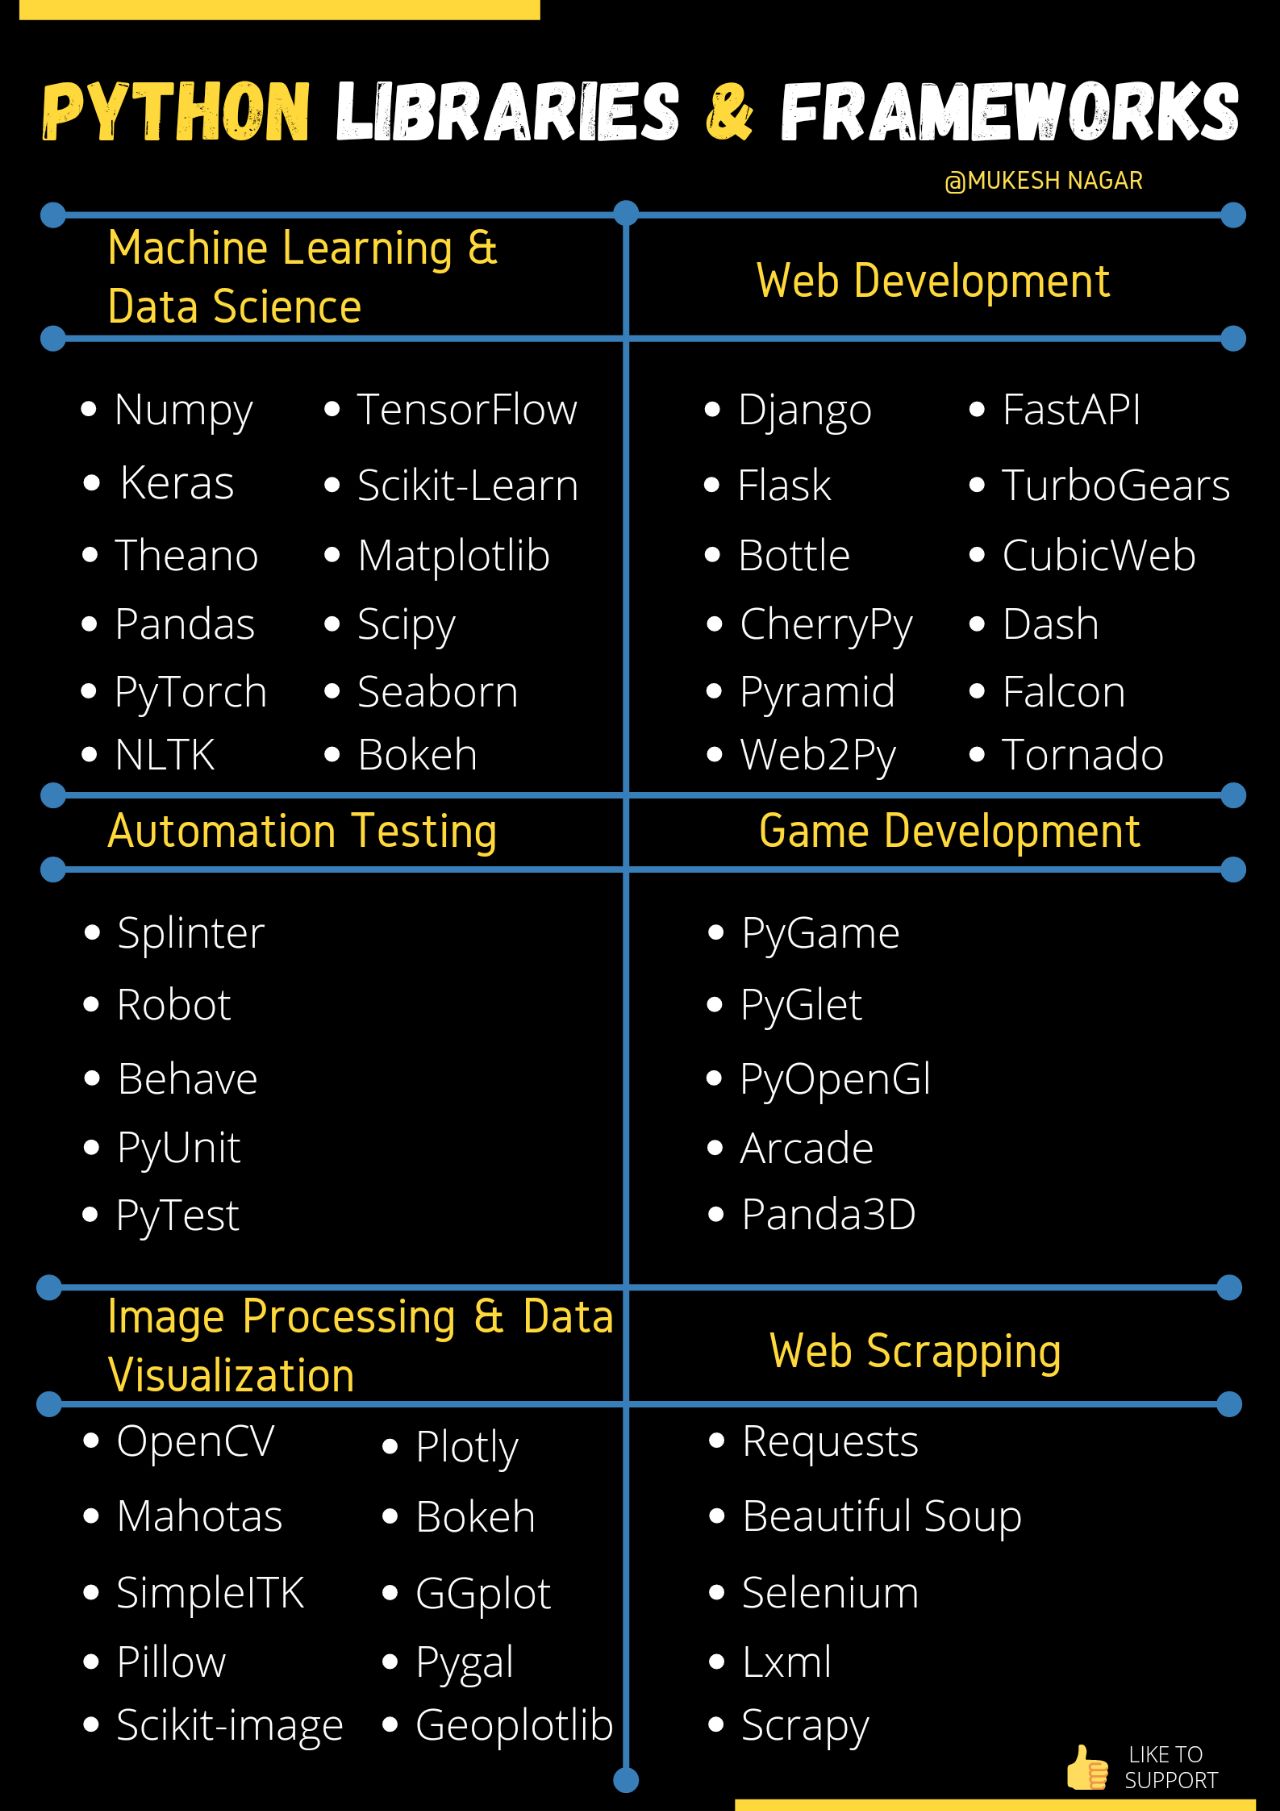 PYTHON LIBRARIES & FRAMEWORKS
@MUKESH NAGAR
Machine Learning &
Data Science
Numpy
Keras
Theano
Pandas
PyTorch
NLTK
TensorFlow
Scikit-Learn
Matplotlib
Scipy
Seaborn
Bokeh
Web Development
Django
Flask
Bottle
CherryPy
Pyramid
Web2Py
FastAPI
TurboGears
CubicWeb
Dash
Falcon
Tornado
Automation Testing
Splinter
Robot
Behave
PyUnit
PyTest
Game Development
PyGame
PyGlet
PyOpenGl
Arcade
Panda3D
Image Processing & Data
Visualization
OpenCV
Mahotas
SimpleITK
Pillow
Scikit-image
Plotly
Bokeh
GGplot
Pygal
Geoplotlib
Web Scrapping
Requests
Beautiful Soup
Selenium
Lxml
Scrapy
LIKE TO
SUPPORT